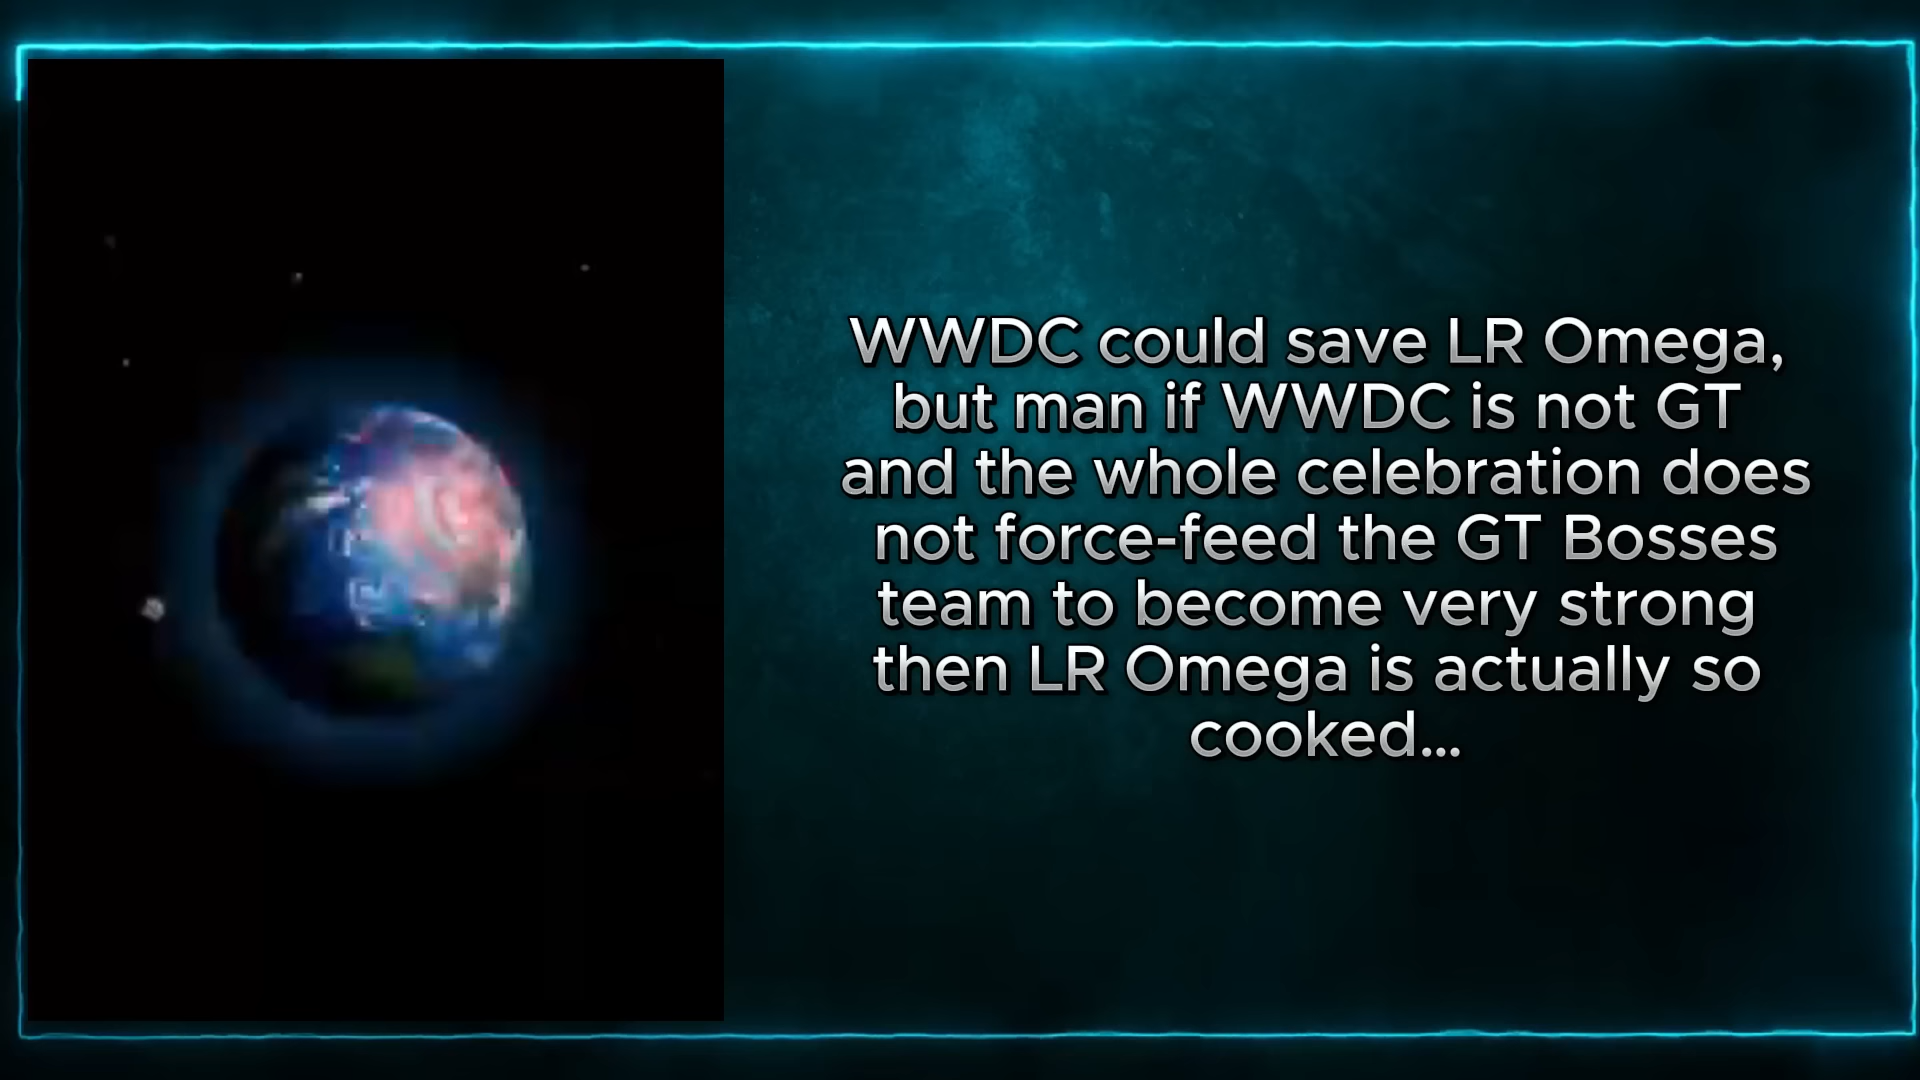 WWDC could save LR Omega,
but man if WWDC is not GT
and the whole celebration does
not force-feed the GT Bosses
team to become very strong
then LR Omega is actually so
cooked...